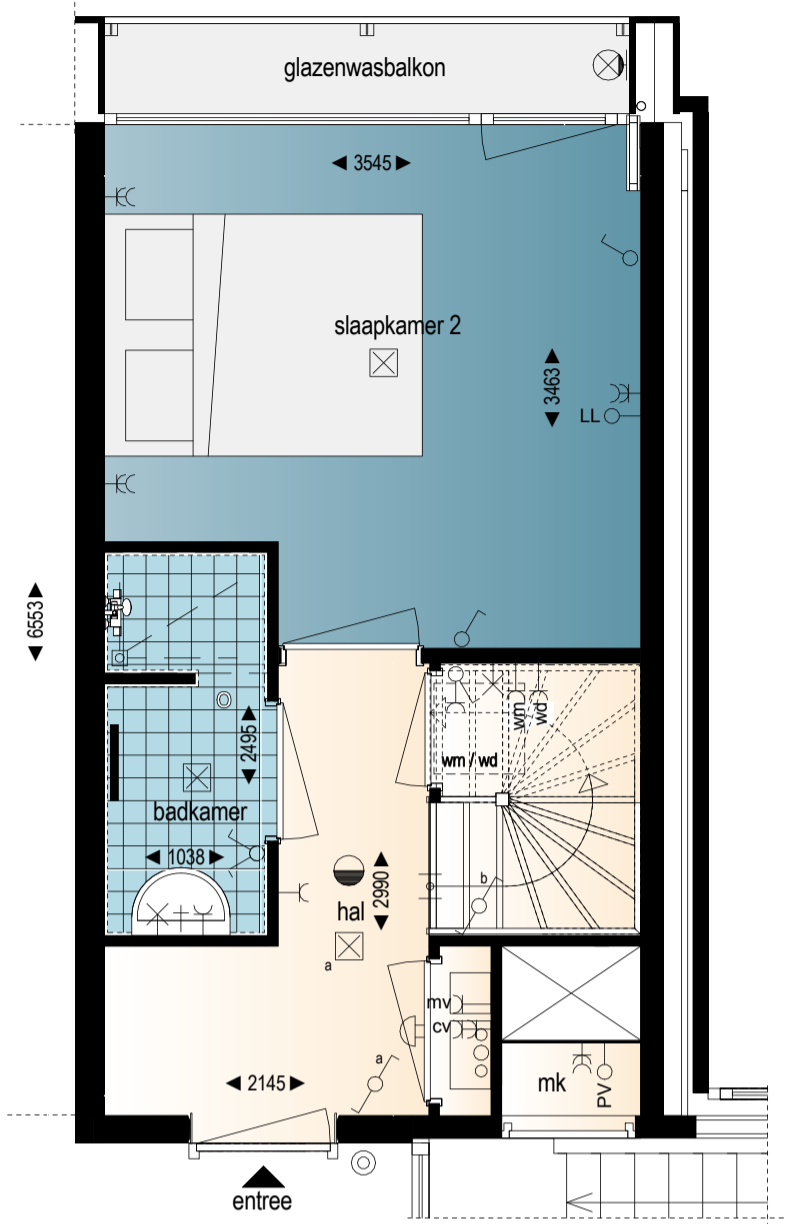 glazenwasbalkon
3545
slaapkamer 2
3463
LL
6553
2495
wm
wd
wm / wd
badkamer
1038
2990
b
hal
a
mv
cv
a
2145
mk
PV
entree